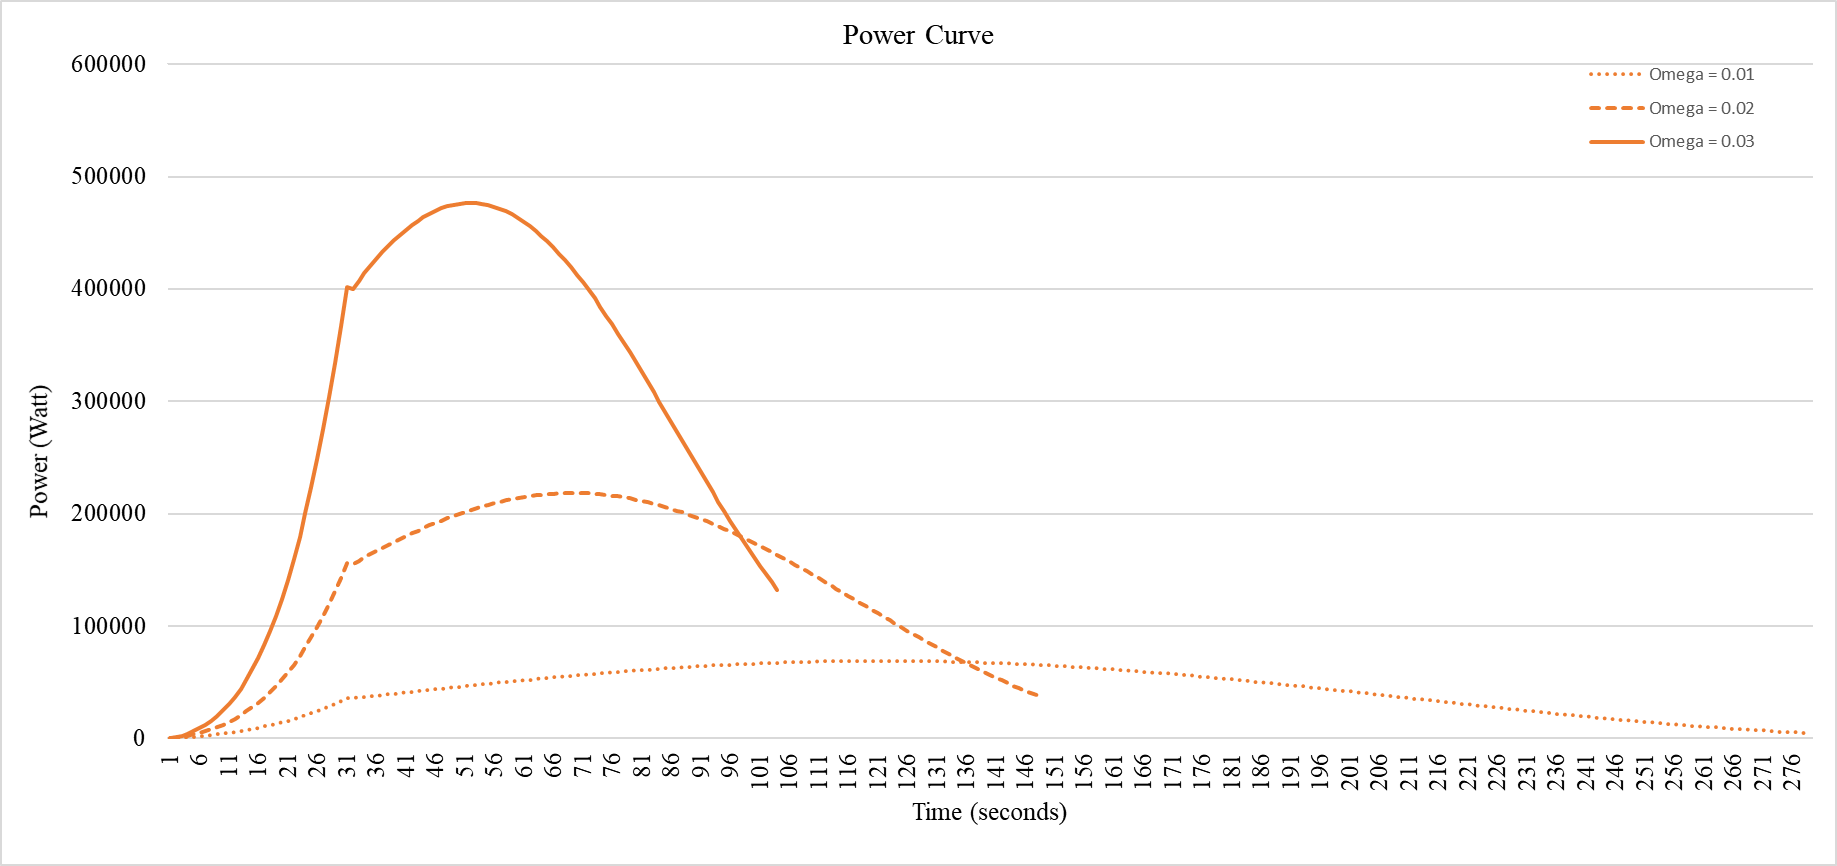 Power Curve
600000
500000
400000
300000
200000
100000
0
Power (Watt)
Omega = 0.01
Omega = 0.02
Omega = 0.03
1 6 11 16 21 26 31 36 41 46 51 56 61 66 71 76 81 86 91 96 101 106 111 116 121 126 131 136 141 146 151 156 161 166 171 176 181 186 191 196 201 206 211 216 221 226 231 236 241 246 251 256 261 266 271 276
Time (seconds)